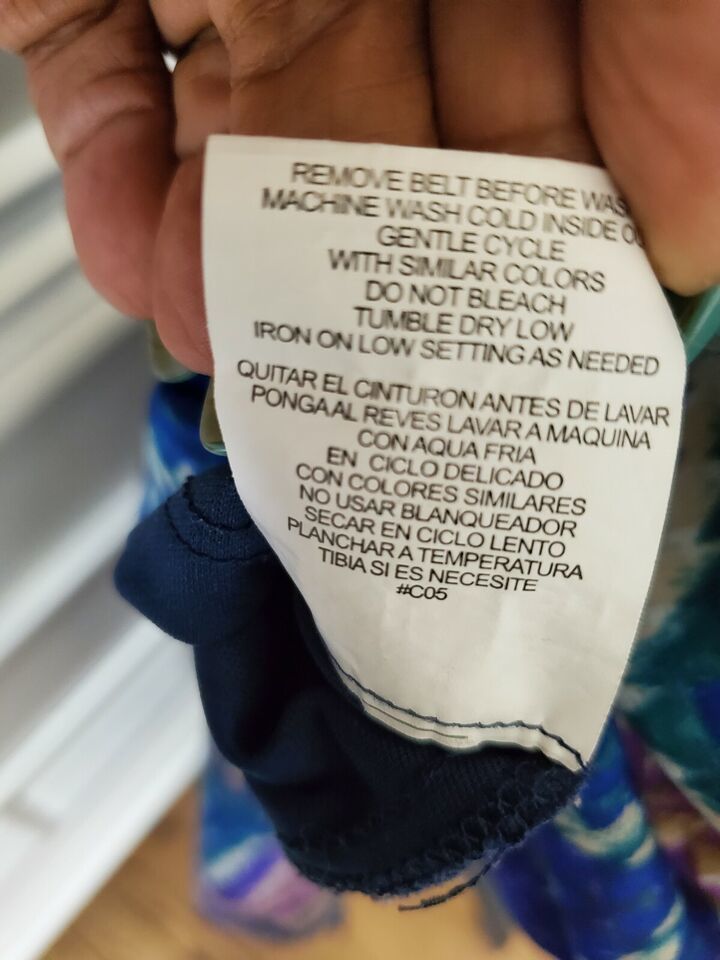 REMOVE BELT BEFORE
MACHINE WASH COLD INSIDE
GENTLE CYCLE
WITH SIMILAR COLORS
DO NOT BLEACH
TUMBLE DRY LOW
IRON ON LOW SETTING AS NEEDED
QUITAR EL CINTURON ANTES DE LAVAR
PONGA AL REVES LAVAR A MAQUINA
CON AQUA FRIA
EN CICLO DELICADO
CON COLORES SIMILARES
NO USAR BLANQUEADOR
SECAR EN CICLO LENTO
PLANCHAR A TEMPERATURA
TIBIA SI ES NECESITE
#C05